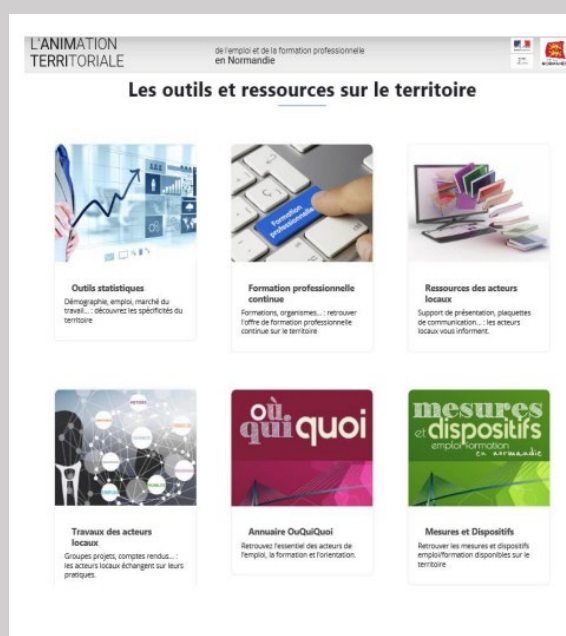 L'ANIMATION
TERRITORIALE
de l'emploi et de la formation professionnelle
en Normandie
NORMANDIE
Les outils et ressources sur le territoire
Formation
professionnelle
Outils statistiques
Démographie, emploi, marché du
travail... : découvrez les spécificités du
territoire
Formation professionnelle
continue
Formations, organismes... : retrouver
l'offre de formation professionnelle
continue sur le territoire
Ressources des acteurs
locaux
Support de présentation, plaquettes
de communication... : les acteurs
locaux vous informent.
où
qui quoi
mesures
et dispositifs
emploi formation
en normandie
Travaux des acteurs
locaux
Groupes projets, comptes rendus... :
les acteurs locaux échangent sur leurs
pratiques.
Annuaire OuQuiQuoi
Retrouvez l'essentiel des acteurs de
l'emploi, la formation et l'orientation.
Mesures et Dispositifs
Retrouver les mesures et dispositifs
emploi/formation disponibles sur le
territoire